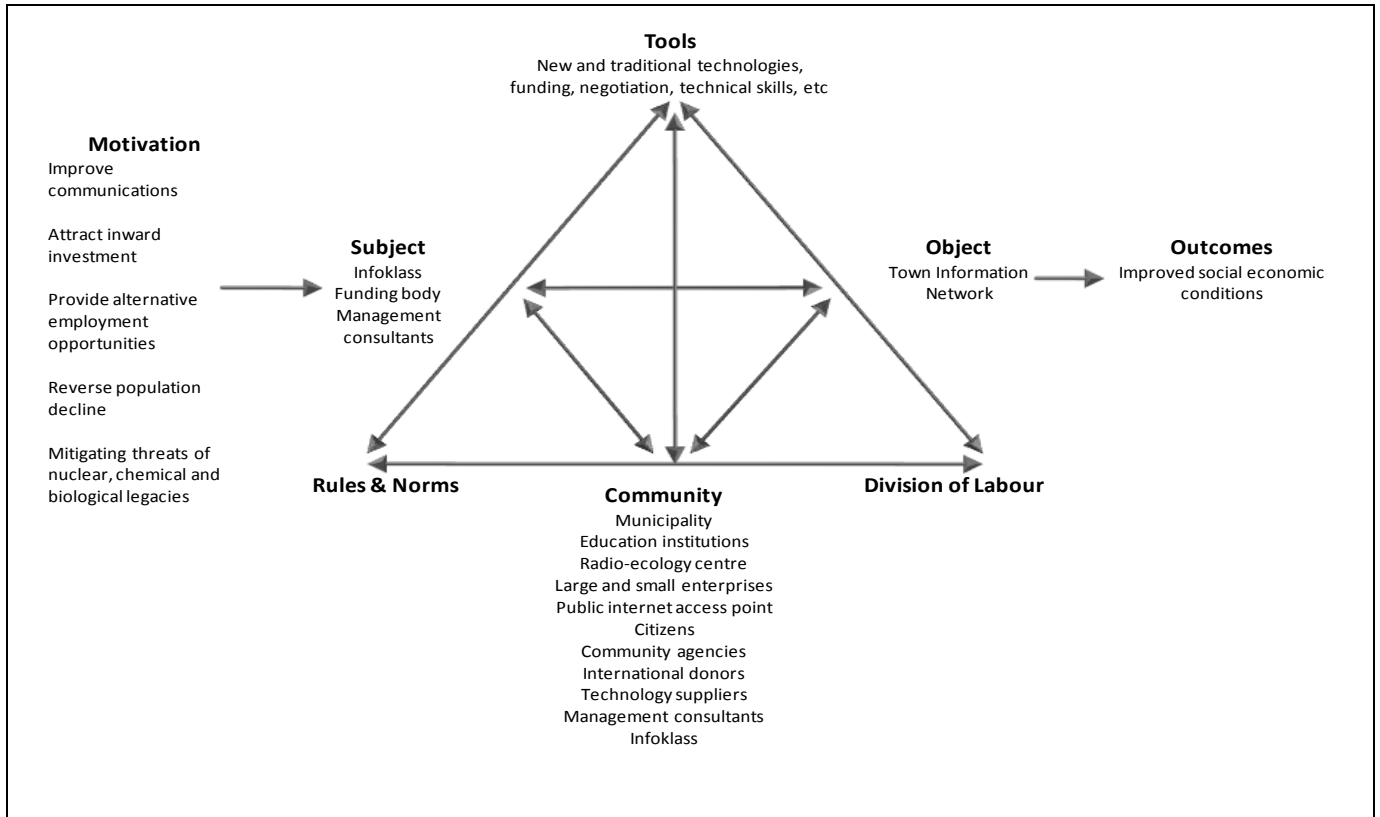 Tools
New and traditional technologies,
funding, negotiation, technical skills, etc
Motivation
Improve
communications
Attract inward
investment
Provide alternative
employment
opportunities
Reverse population
decline
Mitigating threats of
nuclear, chemical and
biological legacies
Subject
Infoklass
Funding body
Management
consultants
Object
Town Information
Network
Outcomes
Improved social economic
conditions
Rules & Norms
Community
Municipality
Education institutions
Radio-ecology centre
Large and small enterprises
Public internet access point
Citizens
Community agencies
International donors
Technology suppliers
Management consultants
Infoklass
Division of Labour